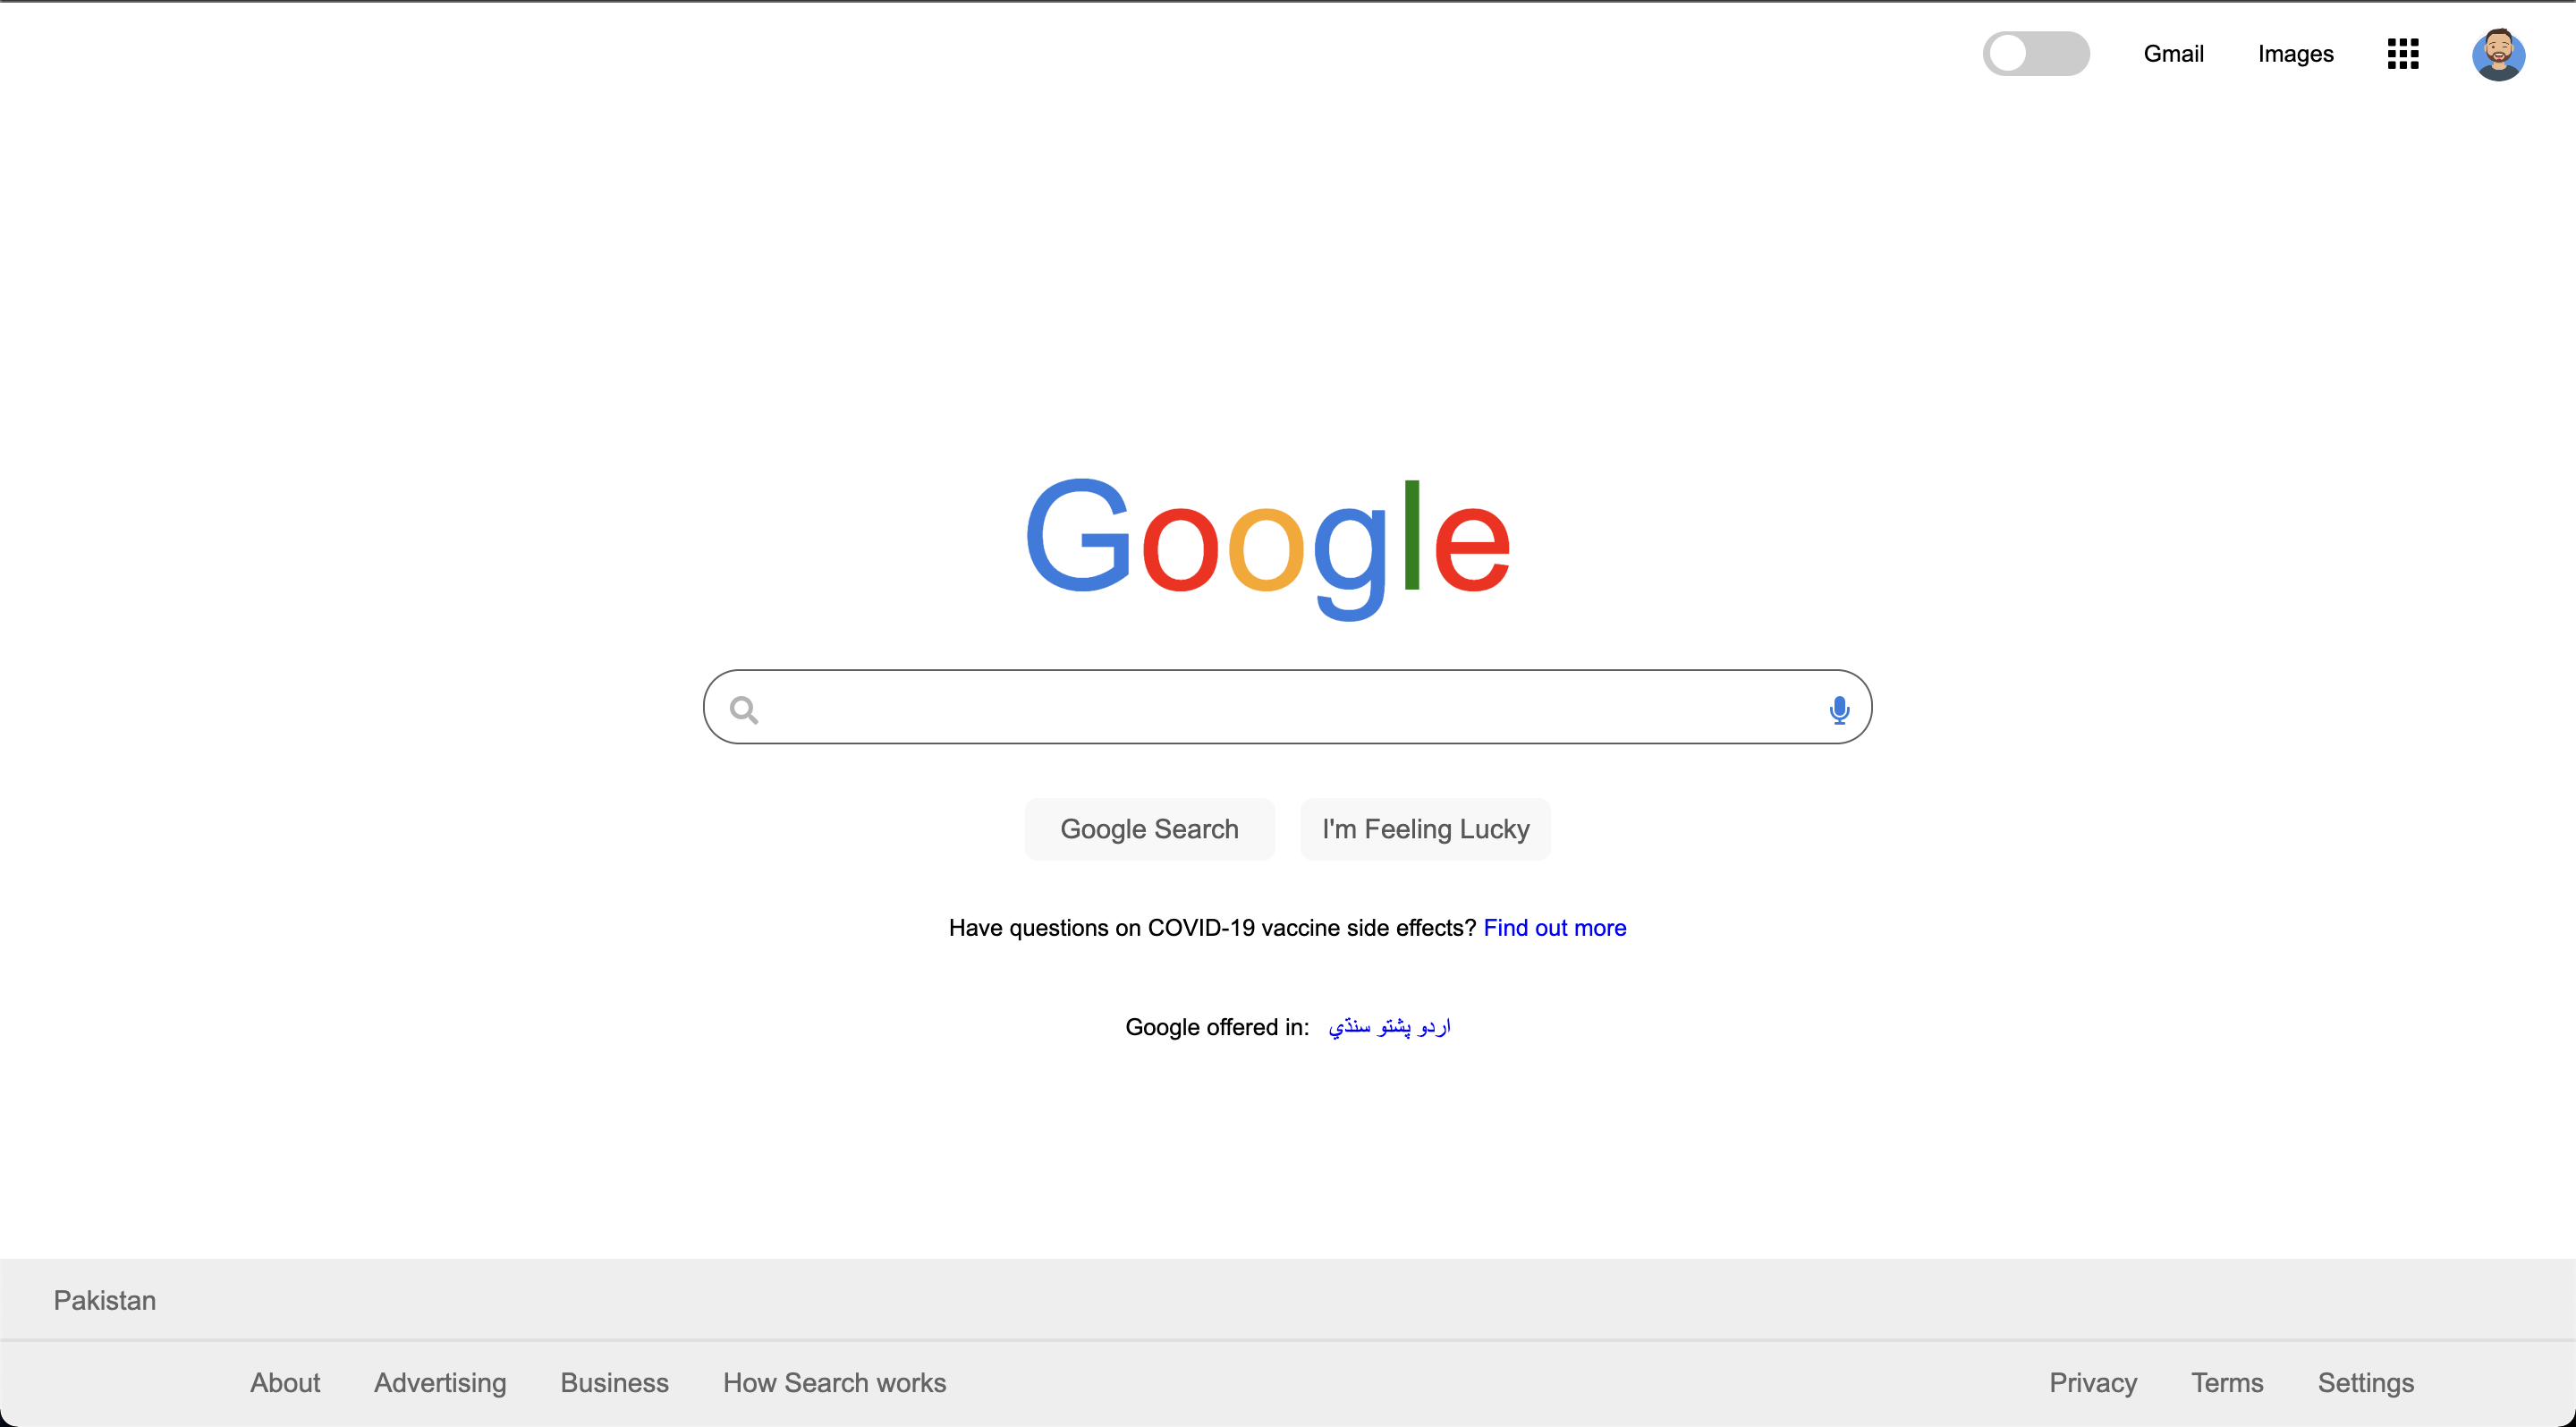 Gmail Images
Google
Google Search I'm Feeling Lucky
Have questions on COVID-19 vaccine side effects? Find out more
Google offered in: اردو پشتو سنڌي
Pakistan
About Advertising Business How Search works Privacy Terms Settings